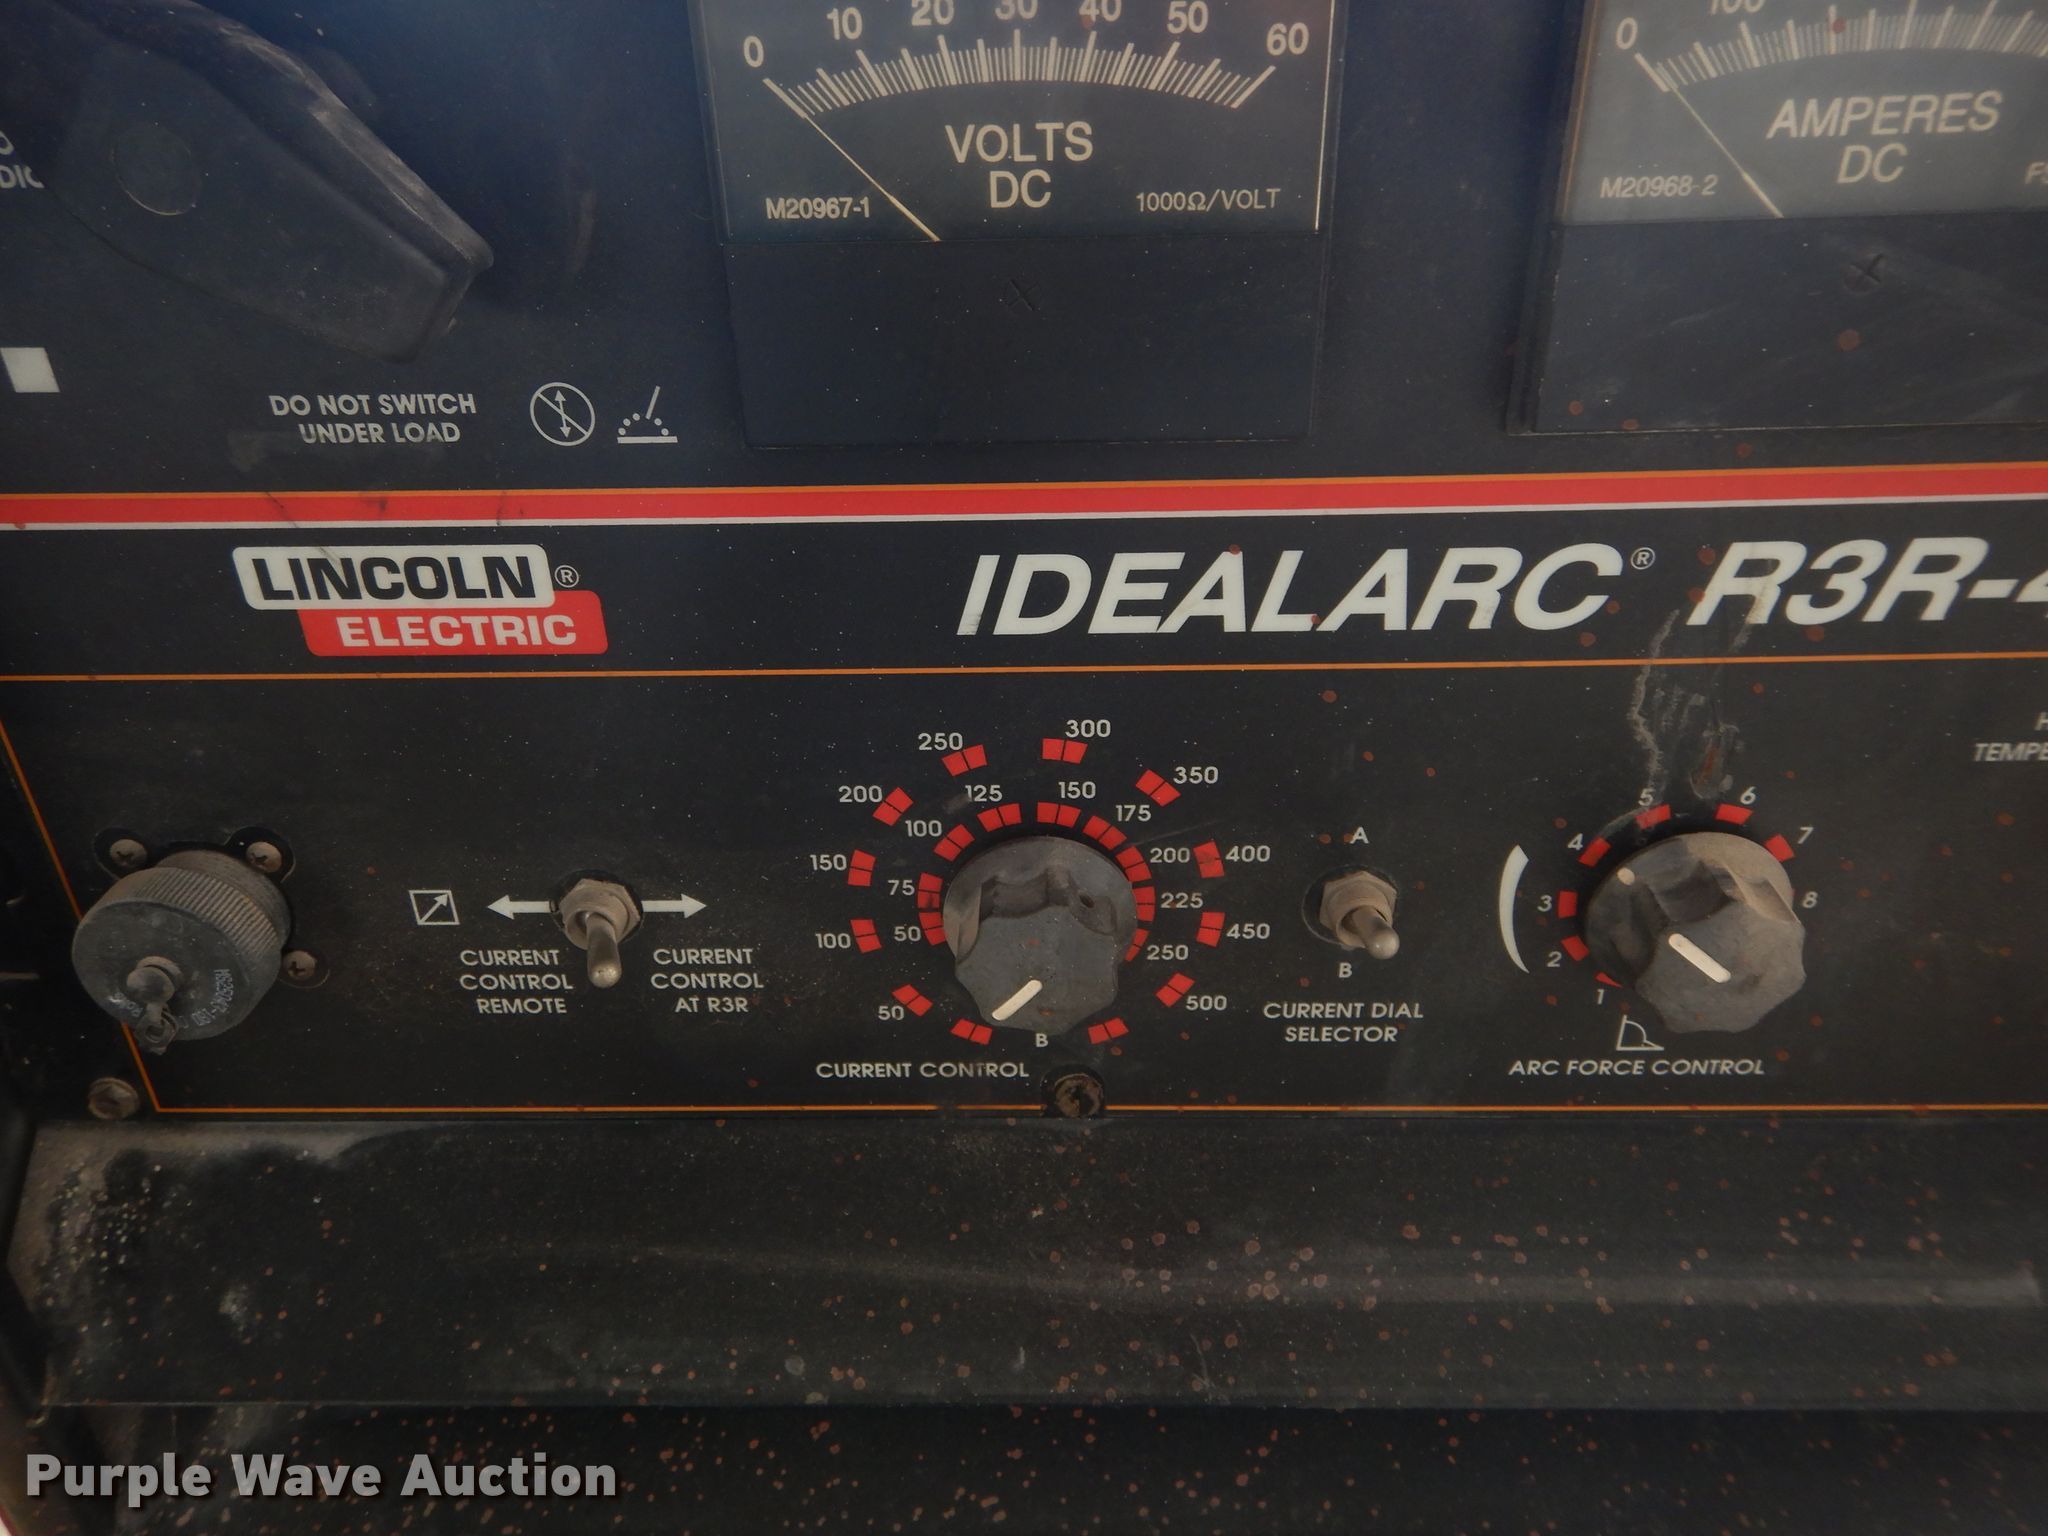 0 10 20 30 40 50 60
VOLTS
DC
M20967-1
1000Ω/VOLT
0 100
AMPERES
DC
M20968-2
DO NOT SWITCH
UNDER LOAD
LINCOLN ®
ELECTRIC
IDEALARC® R3R-4
CURRENT
CONTROL
REMOTE
CURRENT
CONTROL
AT R3R
50 100 150 200 250 300 350 400 450 500
50 75 100 125 150 175 200 225 250
B
CURRENT CONTROL
A
B
CURRENT DIAL
SELECTOR
1 2 3 4 5 6 7 8
ARC FORCE CONTROL
Purple Wave Auction